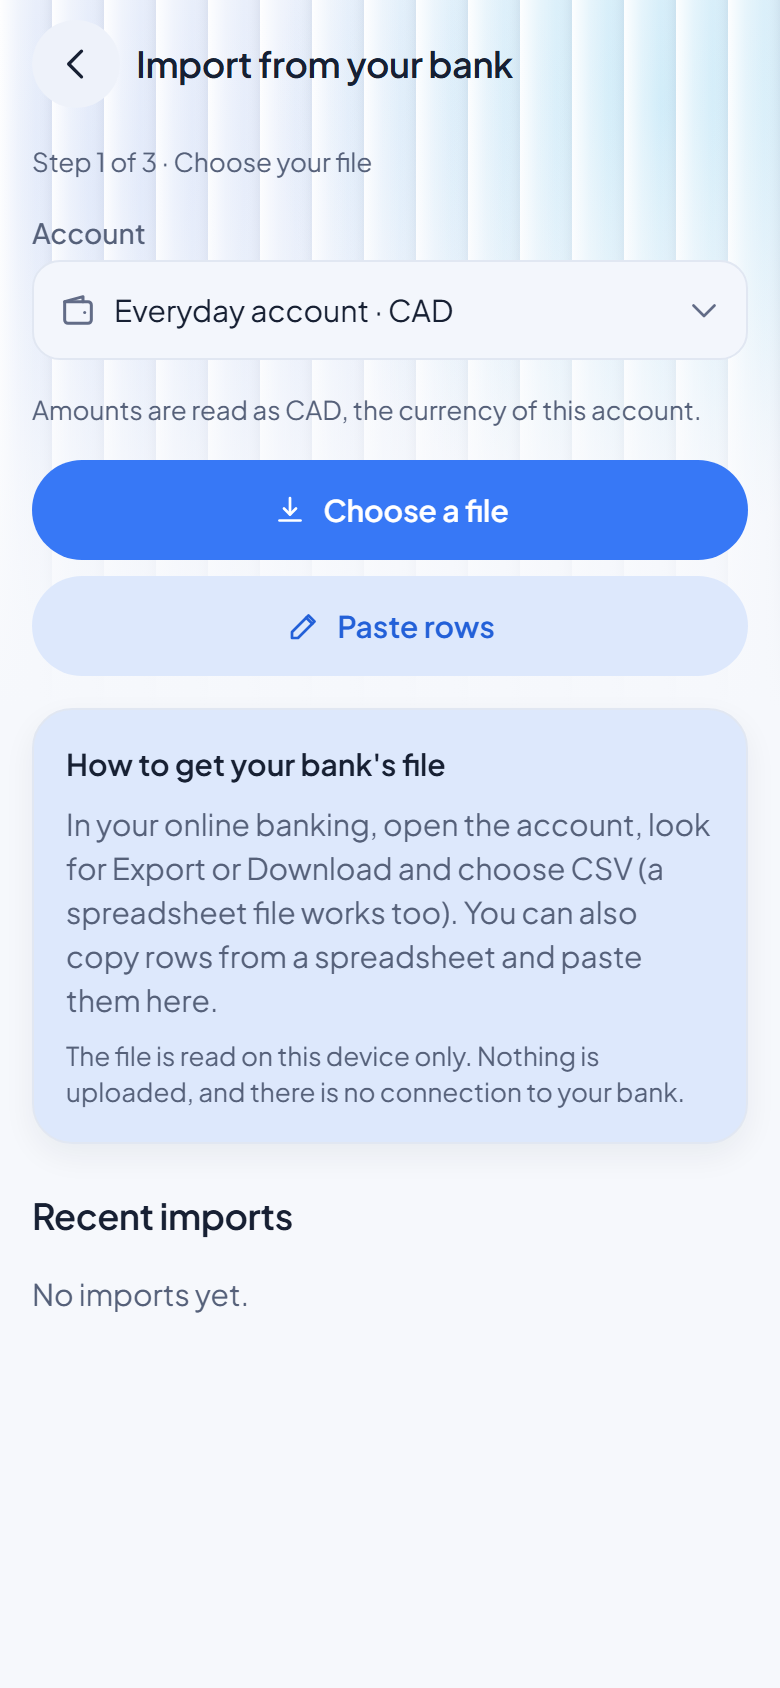 Import from your bank
Step 1 of 3 · Choose your file
Account
Everyday account · CAD
Amounts are read as CAD, the currency of this account.
Choose a file
Paste rows
How to get your bank's file
In your online banking, open the account, look
for Export or Download and choose CSV (a
spreadsheet file works too). You can also
copy rows from a spreadsheet and paste
them here.
The file is read on this device only. Nothing is
uploaded, and there is no connection to your bank.
Recent imports
No imports yet.